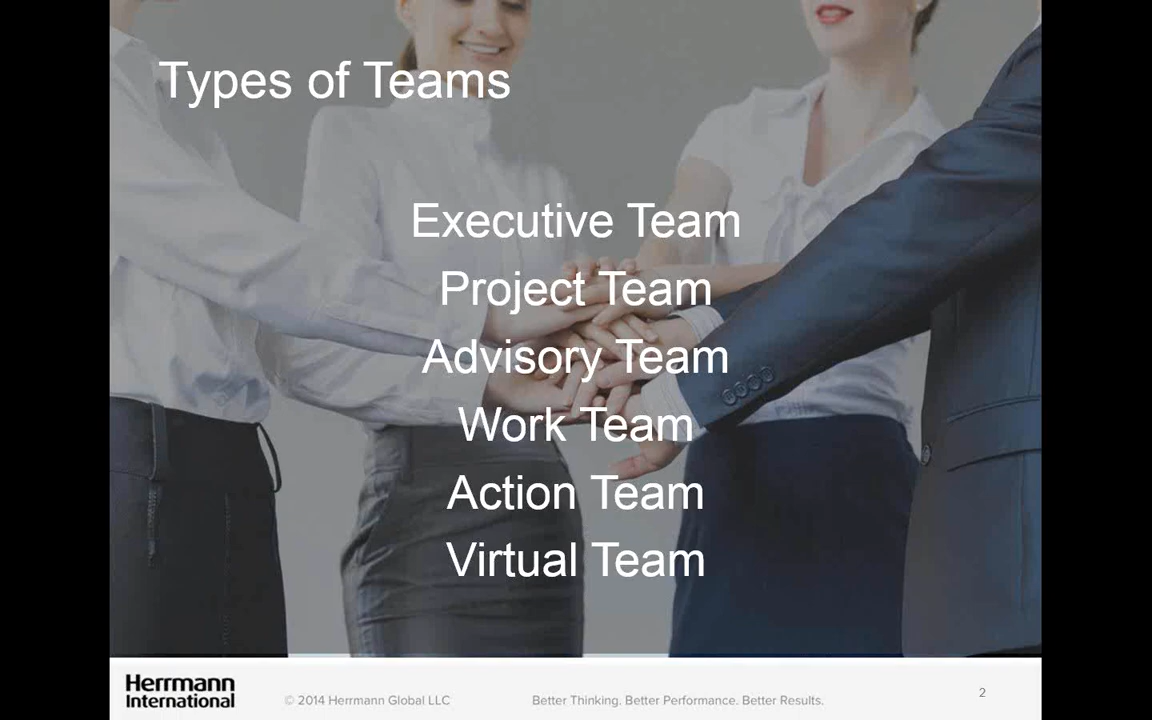 Types of Teams
Executive Team
Project Team
Advisory Team
Work Team
Action Team
Virtual Team
Herrmann
International
© 2014 Herrmann Global LLC
Better Thinking. Better Performance. Better Results.
2